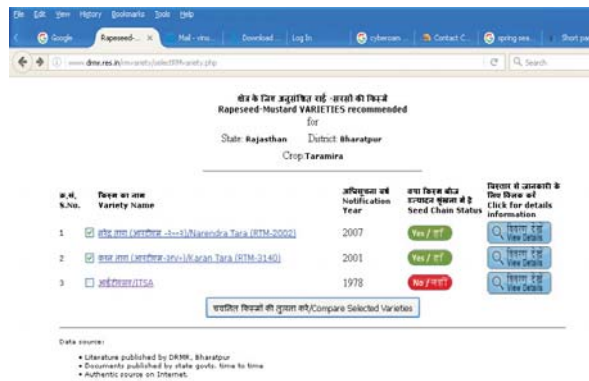 File Edit View History Bookmarks Tools Help
Google Rapeseed-... × Download... Log In cyberoam ... Contact C... spring sea...
www.drmr.res.in/ Search
क्षेत्र के लिए अनुशंषित राई -सरसों की किस्में
Rapeseed-Mustard VARIETIES recommended
for
State: Rajasthan District: Bharatpur
Crop:Taramira
क्र.सं. किस्म का नाम अधिसूचना वर्ष क्या किस्म बीज उत्पादन श्रृंखला में है विस्तार से जानकारी के लिए क्लिक करें
S.No. Variety Name Notification Year Seed Chain Status Click for details information
1 नरेंद्र तारा /Narendra Tara (RTM-2002) 2007 Yes / हाँ विवरण देखें View Details
2 करन तारा /Karan Tara (RTM-3140) 2001 Yes / हाँ विवरण देखें View Details
3 /ITSA 1978 No / नहीं विवरण देखें View Details
चयनित किस्मों की तुलना करें/Compare Selected Varieties
Data source:
• Literature published by DRMR, Bharatpur
• Documents published by state govts. time to time
• Authentic source on Internet.